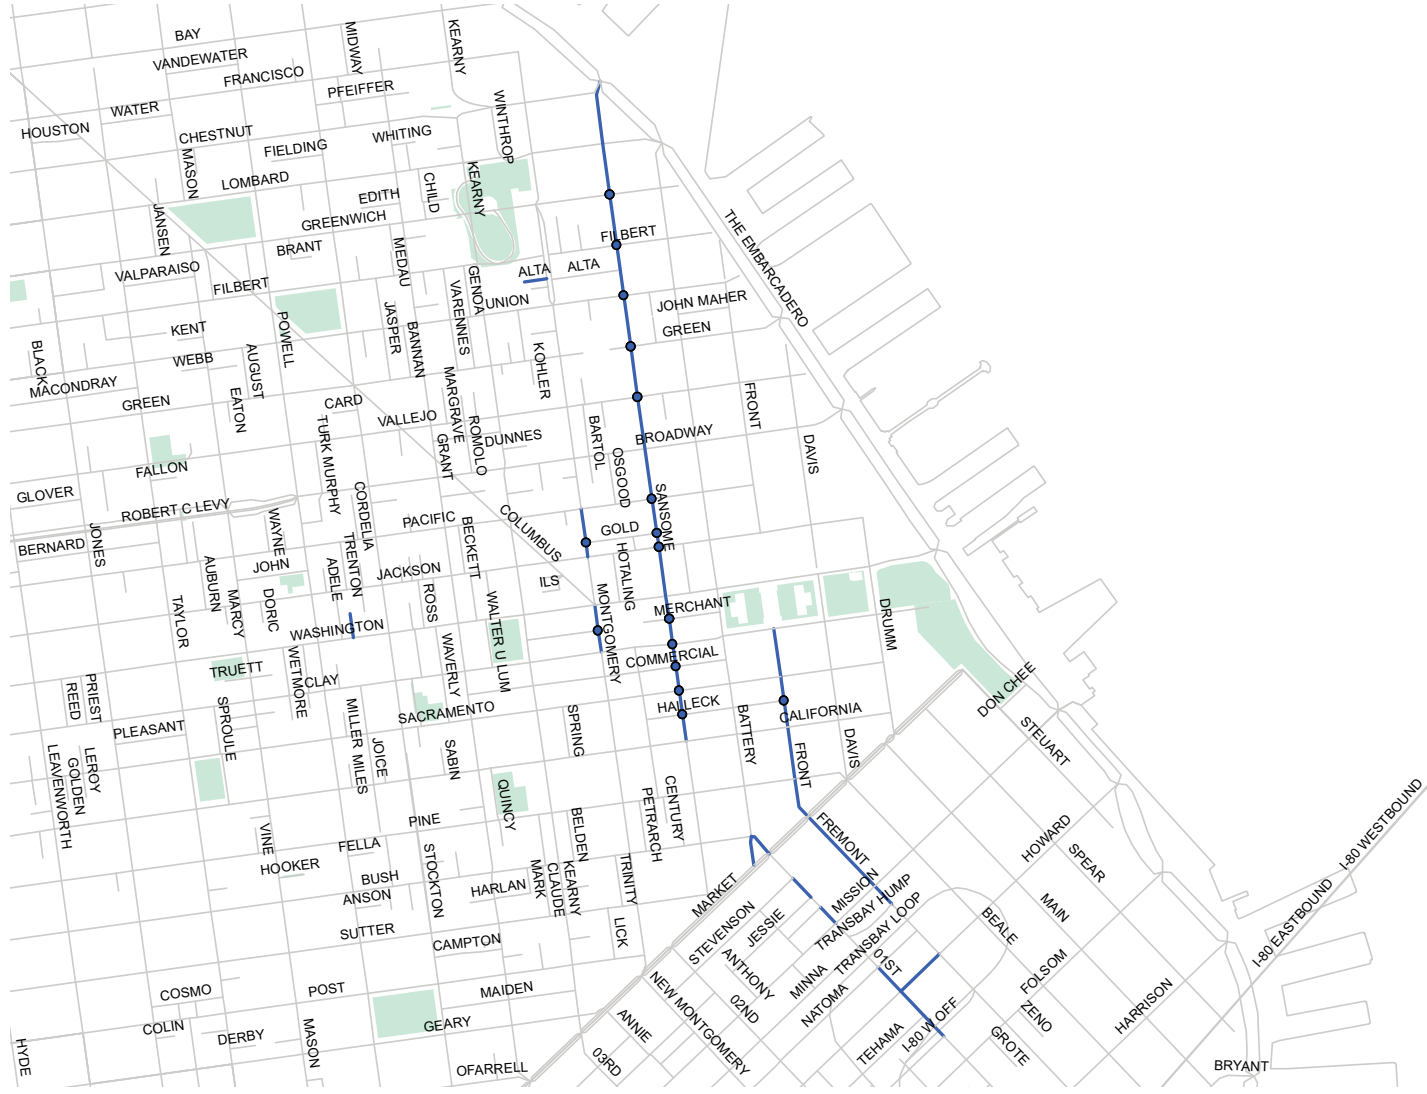 BAY
MIDWAY
KEARNY
VANDEWATER
FRANCISCO
PFEIFFER
WATER
WINTHROP
HOUSTON
CHESTNUT
WHITING
FIELDING
MASON
LOMBARD
EDITH
CHILD
KEARNY
JANSEN
GREENWICH
THE EMBARCADERO
FILBERT
BRANT
MEDAU
VALPARAISO
ALTA
ALTA
GENOA
FILBERT
VARENNES
UNION
JOHN MAHER
JASPER
KENT
POWELL
BANNAN
GREEN
BLACK
WEBB
AUGUST
KOHLER
MACONDRAY
MARGRAVE
EATON
GREEN
CARD
VALLEJO
FRONT
TURK MURPHY
GRANT
ROMOLO
DUNNES
BARTOL
BROADWAY
DAVIS
OSGOOD
FALLON
GLOVER
ROBERT C LEVY
CORDELIA
SANSOME
COLUMBUS
PACIFIC
WAYNE
BECKETT
GOLD
BERNARD
JONES
TRENTON
HOTALING
AUBURN
JOHN
ADELE
JACKSON
ILS
ROSS
MONTGOMERY
TAYLOR
MARCY
DORIC
WALTER U LUM
MERCHANT
DRUMM
WASHINGTON
WAVERLY
COMMERCIAL
TRUETT
WETMORE
CLAY
DON CHEE
REED
PRIEST
SPROULE
MILLER MILES
SACRAMENTO
HALLECK
CALIFORNIA
PLEASANT
SPRING
BATTERY
DAVIS
STEUART
JOICE
SABIN
FRONT
LEAVENWORTH
GOLDEN
LEROY
QUINCY
CENTURY
PETRARCH
PINE
BELDEN
FREMONT
HOWARD
I-80 WESTBOUND
VINE
FELLA
HOOKER
STOCKTON
SPEAR
BUSH
ANSON
HARLAN
MARK
CLAUDE
KEARNY
TRINITY
MARKET
MISSION
TRANSBAY HUMP
MAIN
STEVENSON
JESSIE
TRANSBAY LOOP
BEALE
I-80 EASTBOUND
SUTTER
CAMPTON
LICK
ANTHONY
MINNA
01ST
FOLSOM
COSMO
POST
MAIDEN
NEW MONTGOMERY
02ND
NATOMA
ZENO
HARRISON
COLIN
DERBY
MASON
GEARY
ANNIE
TEHAMA
I-80 W OFF
GROTE
HYDE
OFARRELL
03RD
BRYANT